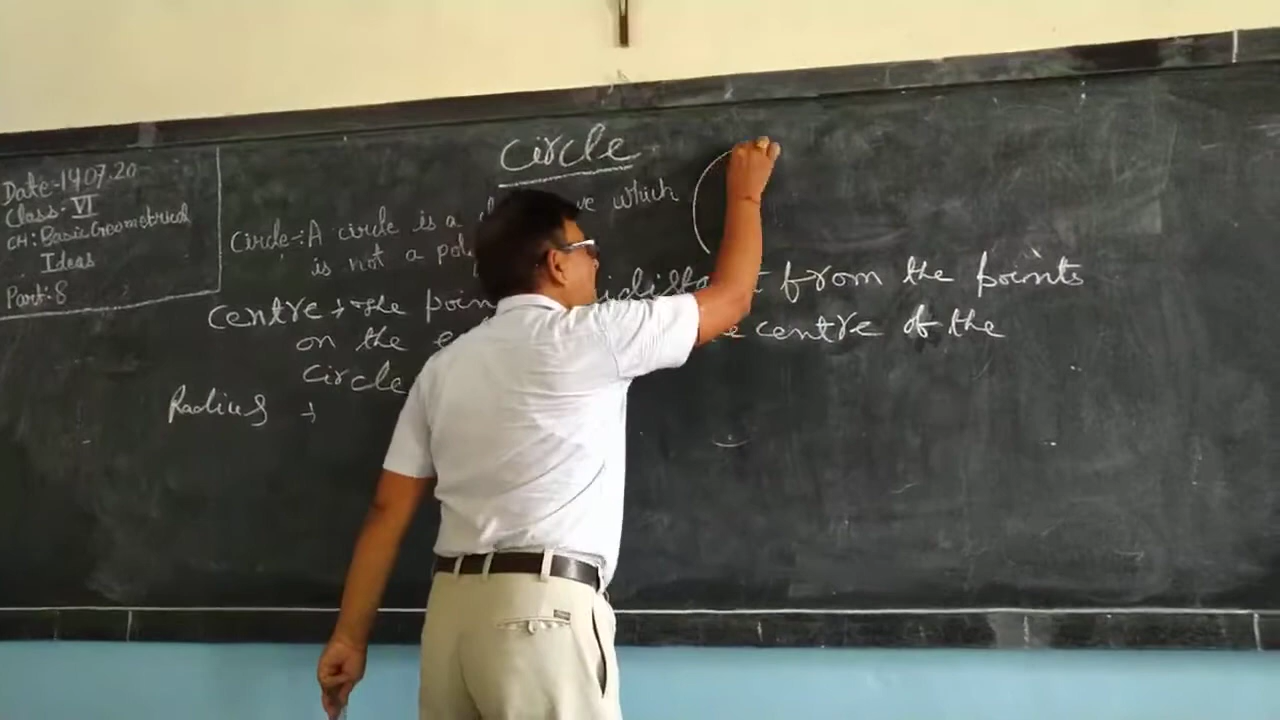 circle
Date-14.07.20
Class-VI
CH: Basic Geometrical
Ideas
Part:8
Circle:-A circle is a which
is not a
Centre → the from the points
on the centre of the
circle
Radius →